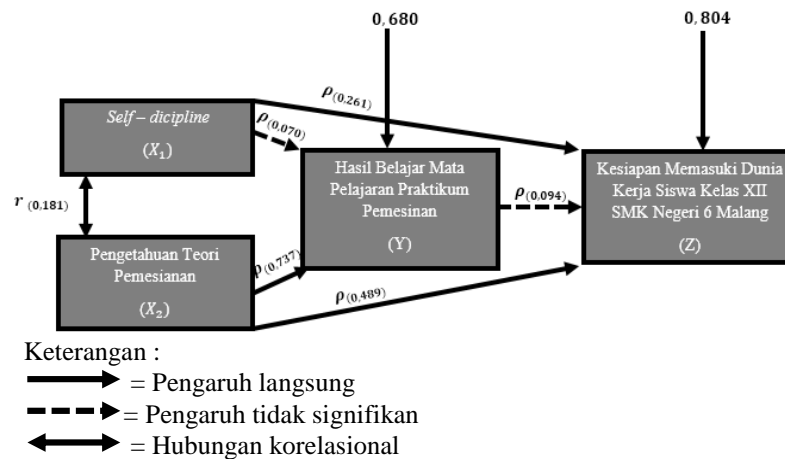 0,680
0,804
ρ(0,261)
Self – dicipline
(X₁)
ρ(0,070)
Hasil Belajar Mata
Pelajaran Praktikum
Pemesinan
(Y)
ρ(0,094)
Kesiapan Memasuki Dunia
Kerja Siswa Kelas XII
SMK Negeri 6 Malang
(Z)
r (0,181)
Pengetahuan Teori
Pemesianan
(X₂)
ρ(0,737)
ρ(0,489)
Keterangan :
= Pengaruh langsung
= Pengaruh tidak signifikan
= Hubungan korelasional